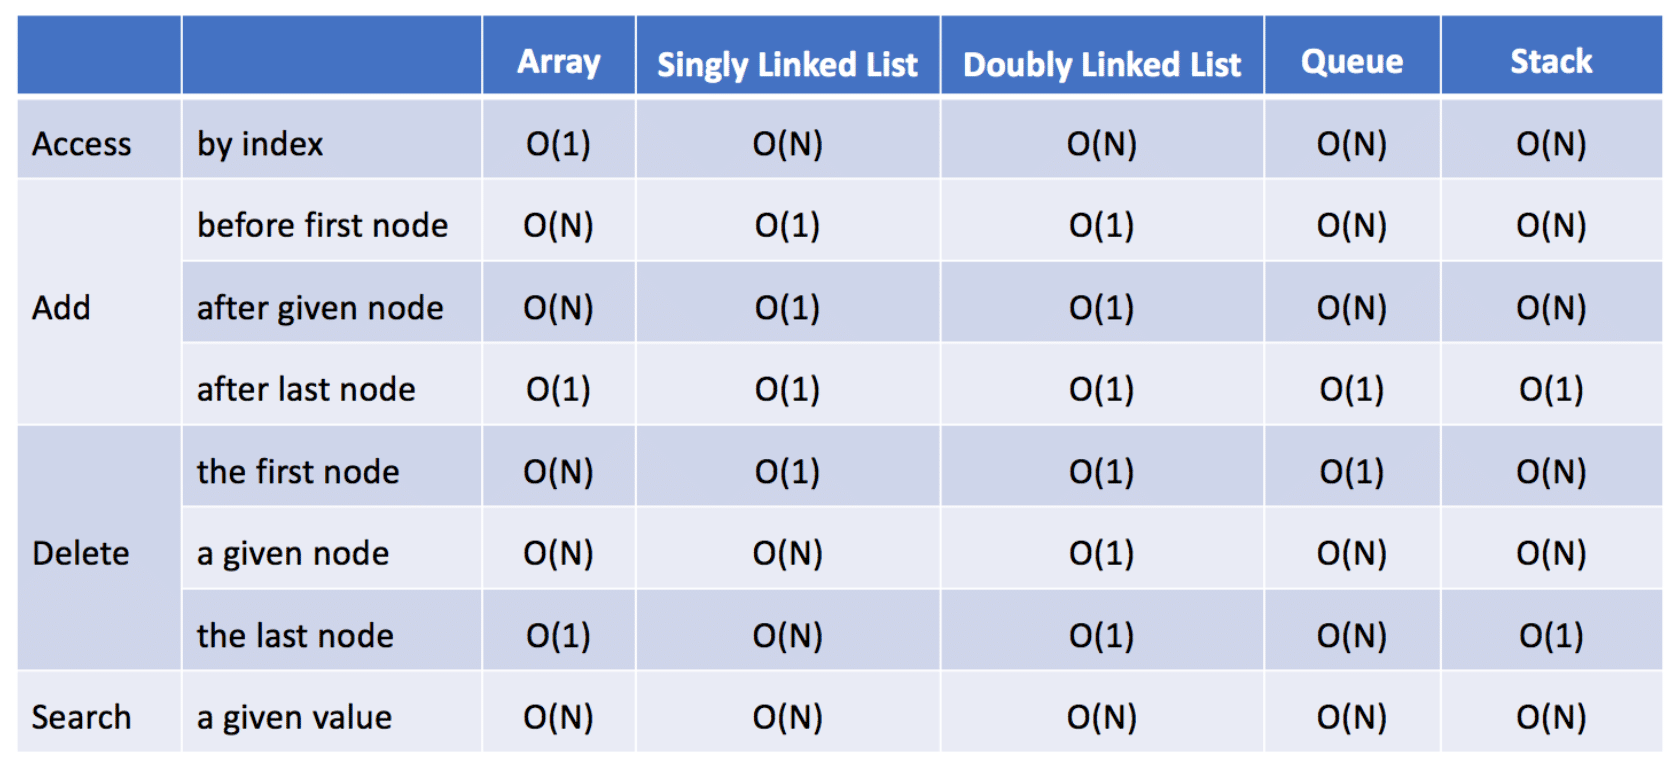 Array Singly Linked List Doubly Linked List Queue Stack
Access by index O(1) O(N) O(N) O(N) O(N)
before first node O(N) O(1) O(1) O(N) O(N)
Add after given node O(N) O(1) O(1) O(N) O(N)
after last node O(1) O(1) O(1) O(1) O(1)
the first node O(N) O(1) O(1) O(1) O(N)
Delete a given node O(N) O(N) O(1) O(N) O(N)
the last node O(1) O(N) O(1) O(N) O(1)
Search a given value O(N) O(N) O(N) O(N) O(N)